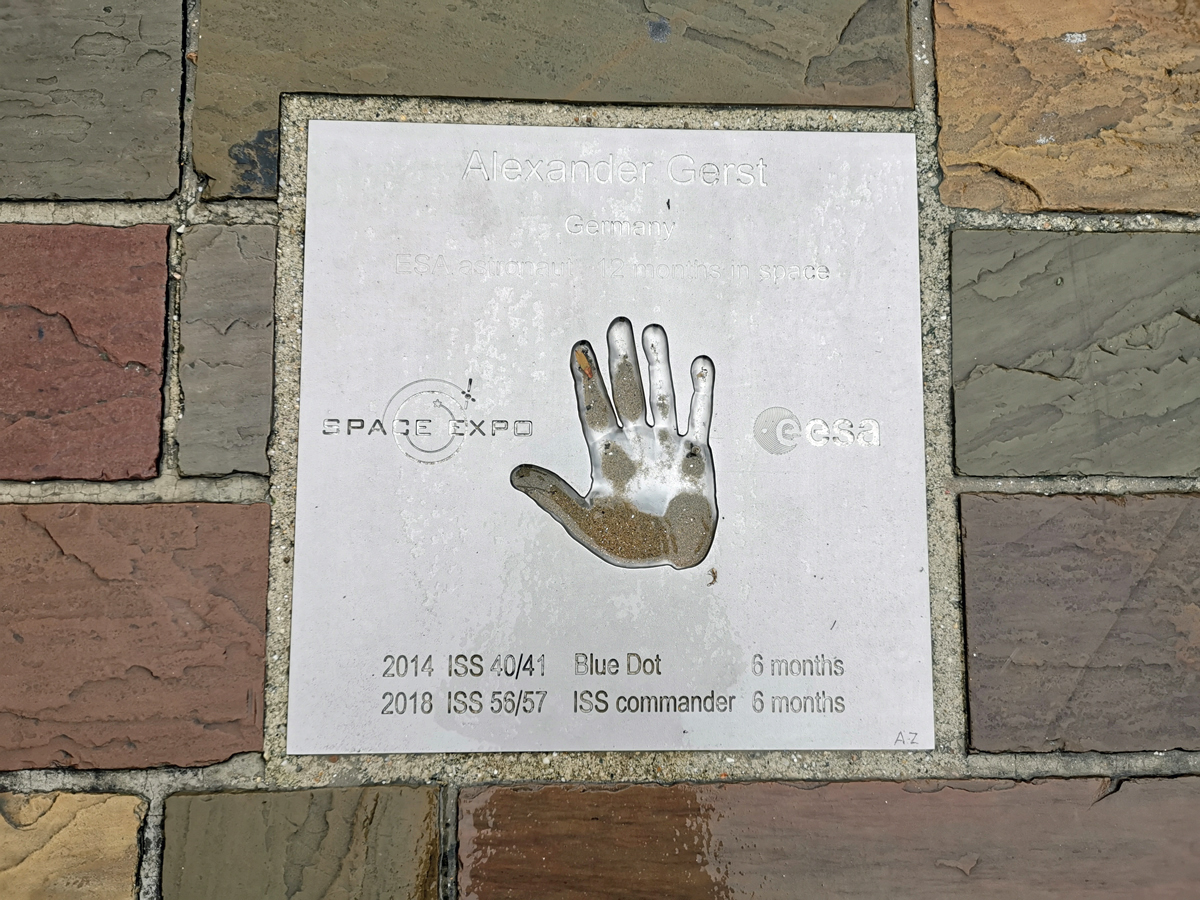 Alexander Gerst
Germany
ESA astronaut 12 months in space
SPACE EXPO
esa
2014 ISS 40/41 Blue Dot 6 months
2018 ISS 56/57 ISS commander 6 months
AZ